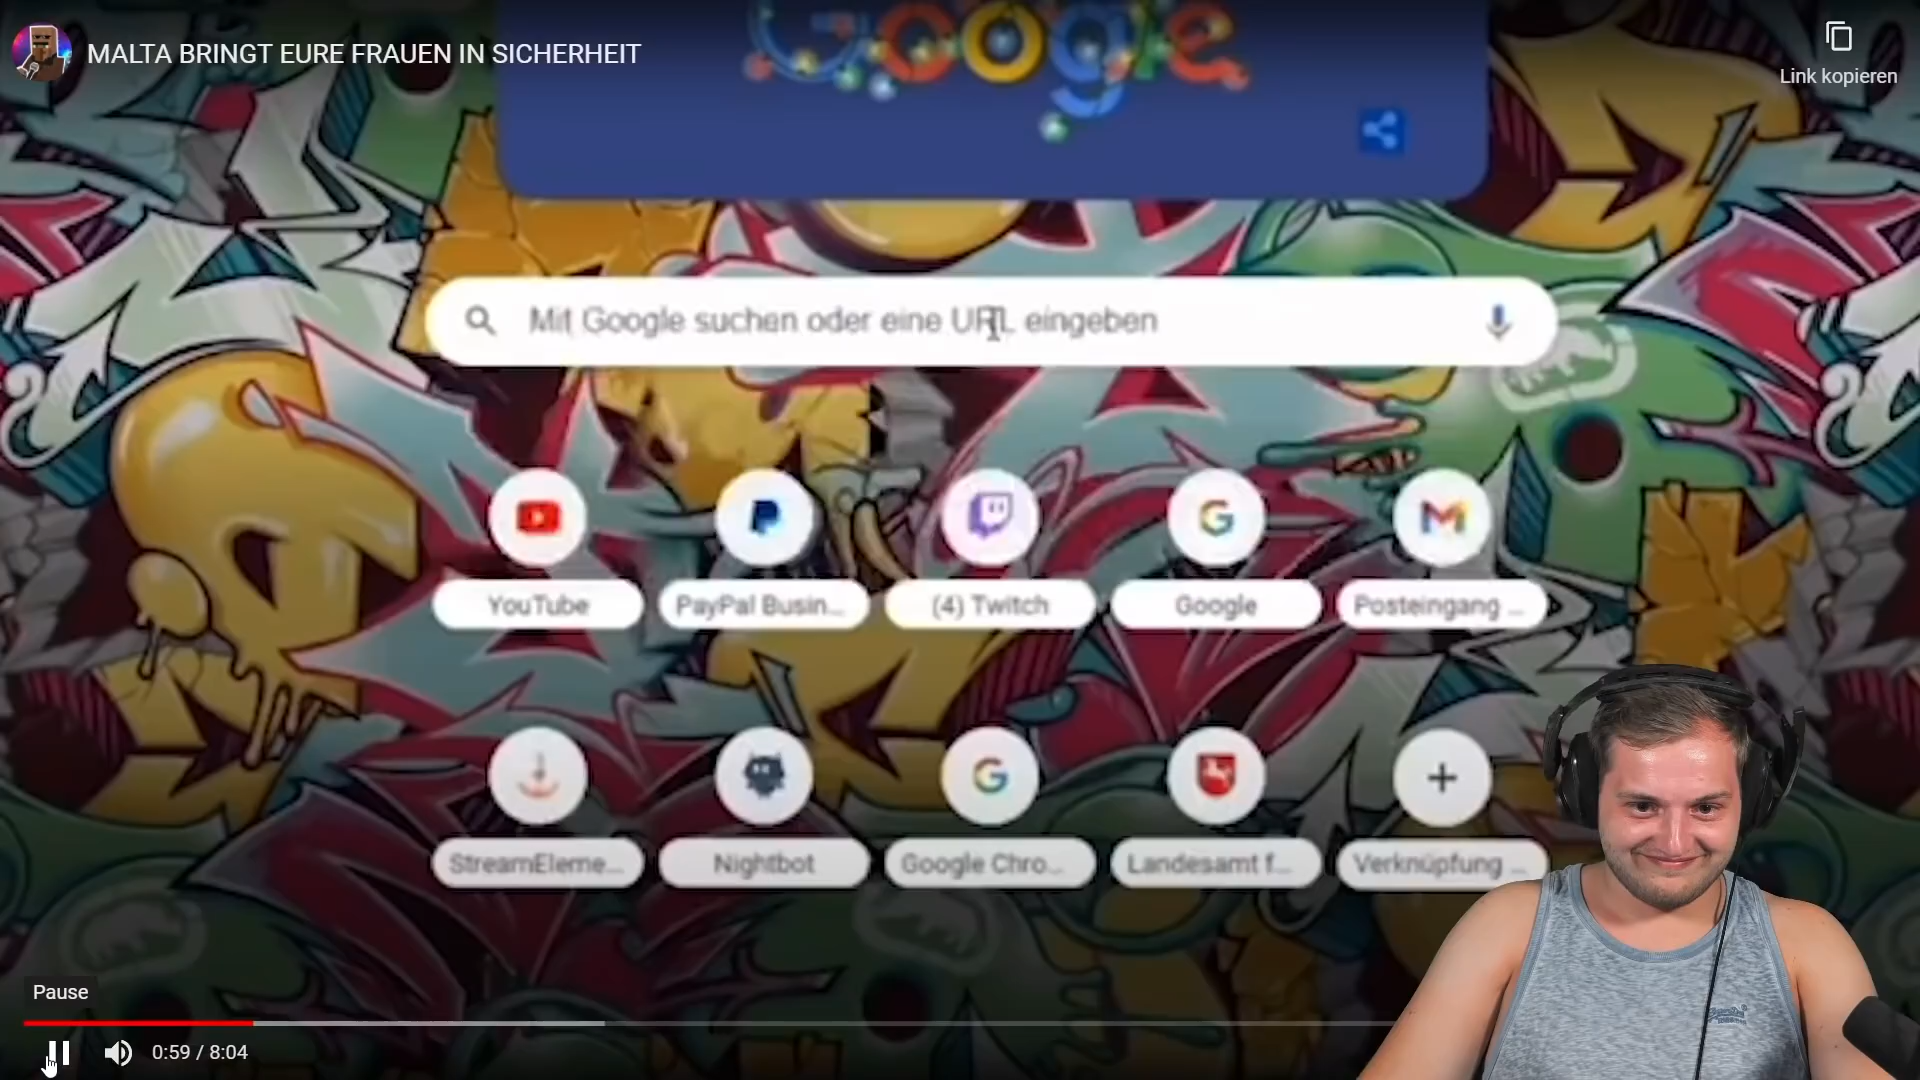 MALTA BRINGT EURE FRAUEN IN SICHERHEIT
Link kopieren
Google
Mit Google suchen oder eine URL eingeben
YouTube
PayPal Busin...
(4) Twitch
Google
Posteingang ...
StreamEleme...
Nightbot
Google Chro...
Landesamt f...
Verknüpfung ...
Pause
0:59 / 8:04